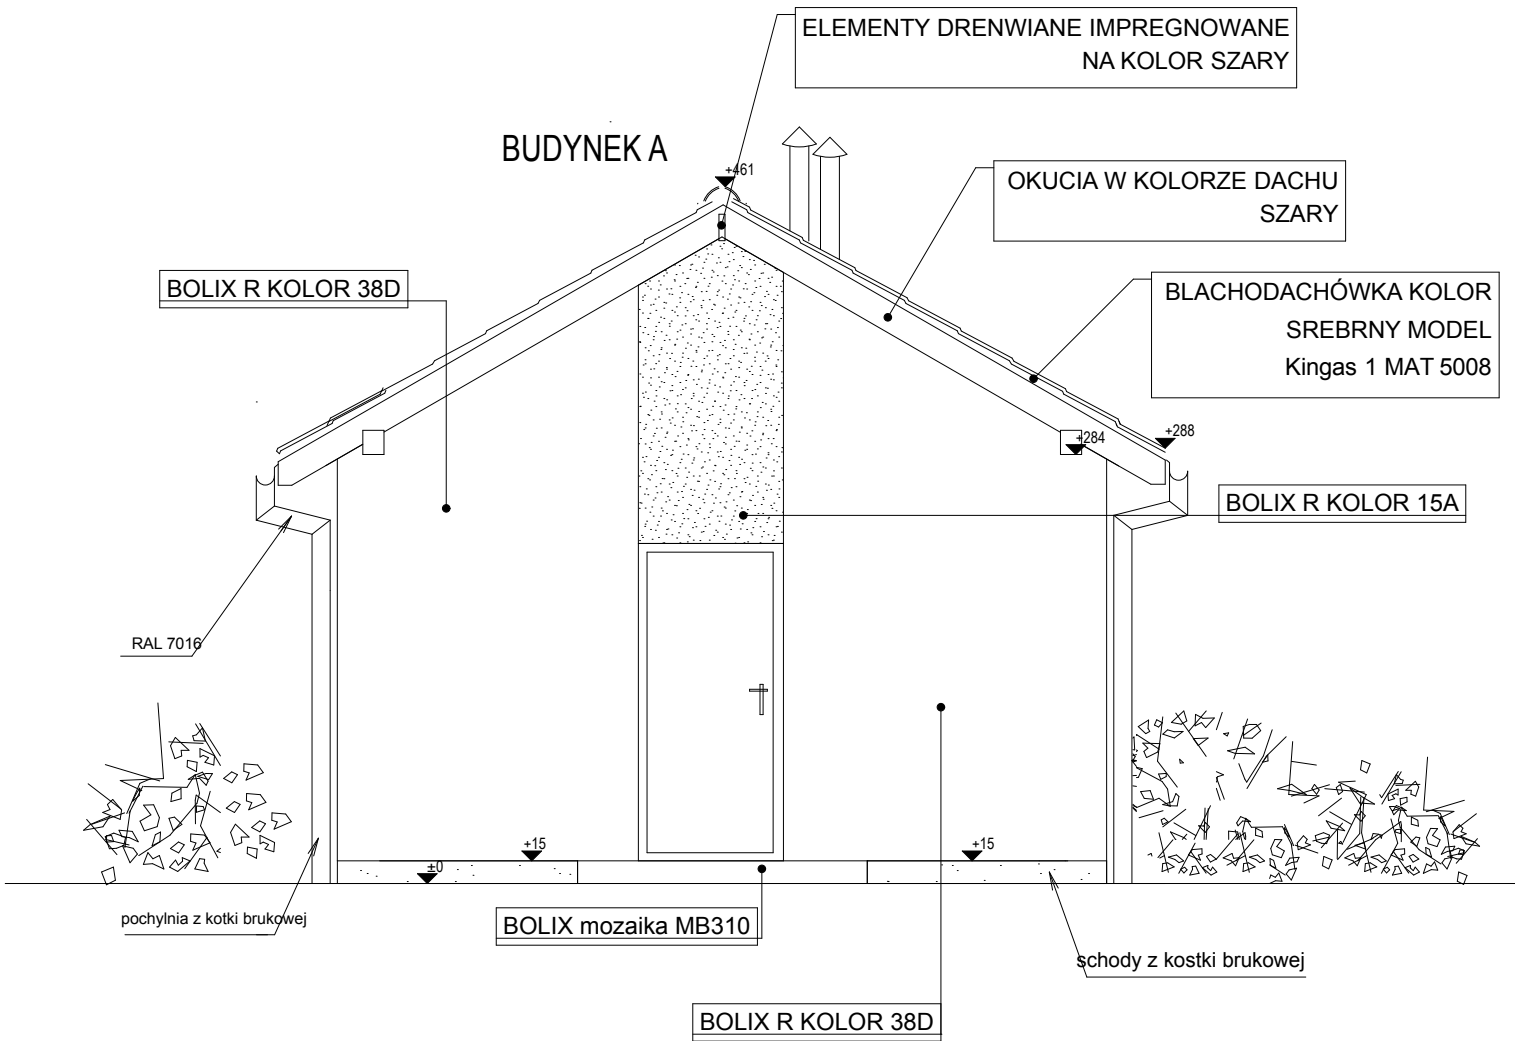 ELEMENTY DRENWIANE IMPREGNOWANE
NA KOLOR SZARY
BUDYNEK A
+461
OKUCIA W KOLORZE DACHU
SZARY
BOLIX R KOLOR 38D
BLACHODACHÓWKA KOLOR
SREBRNY MODEL
Kingas 1 MAT 5008
+284
+288
BOLIX R KOLOR 15A
RAL 7016
+15
+15
±0
pochylnia z kotki brukowej
BOLIX mozaika MB310
schody z kostki brukowej
BOLIX R KOLOR 38D